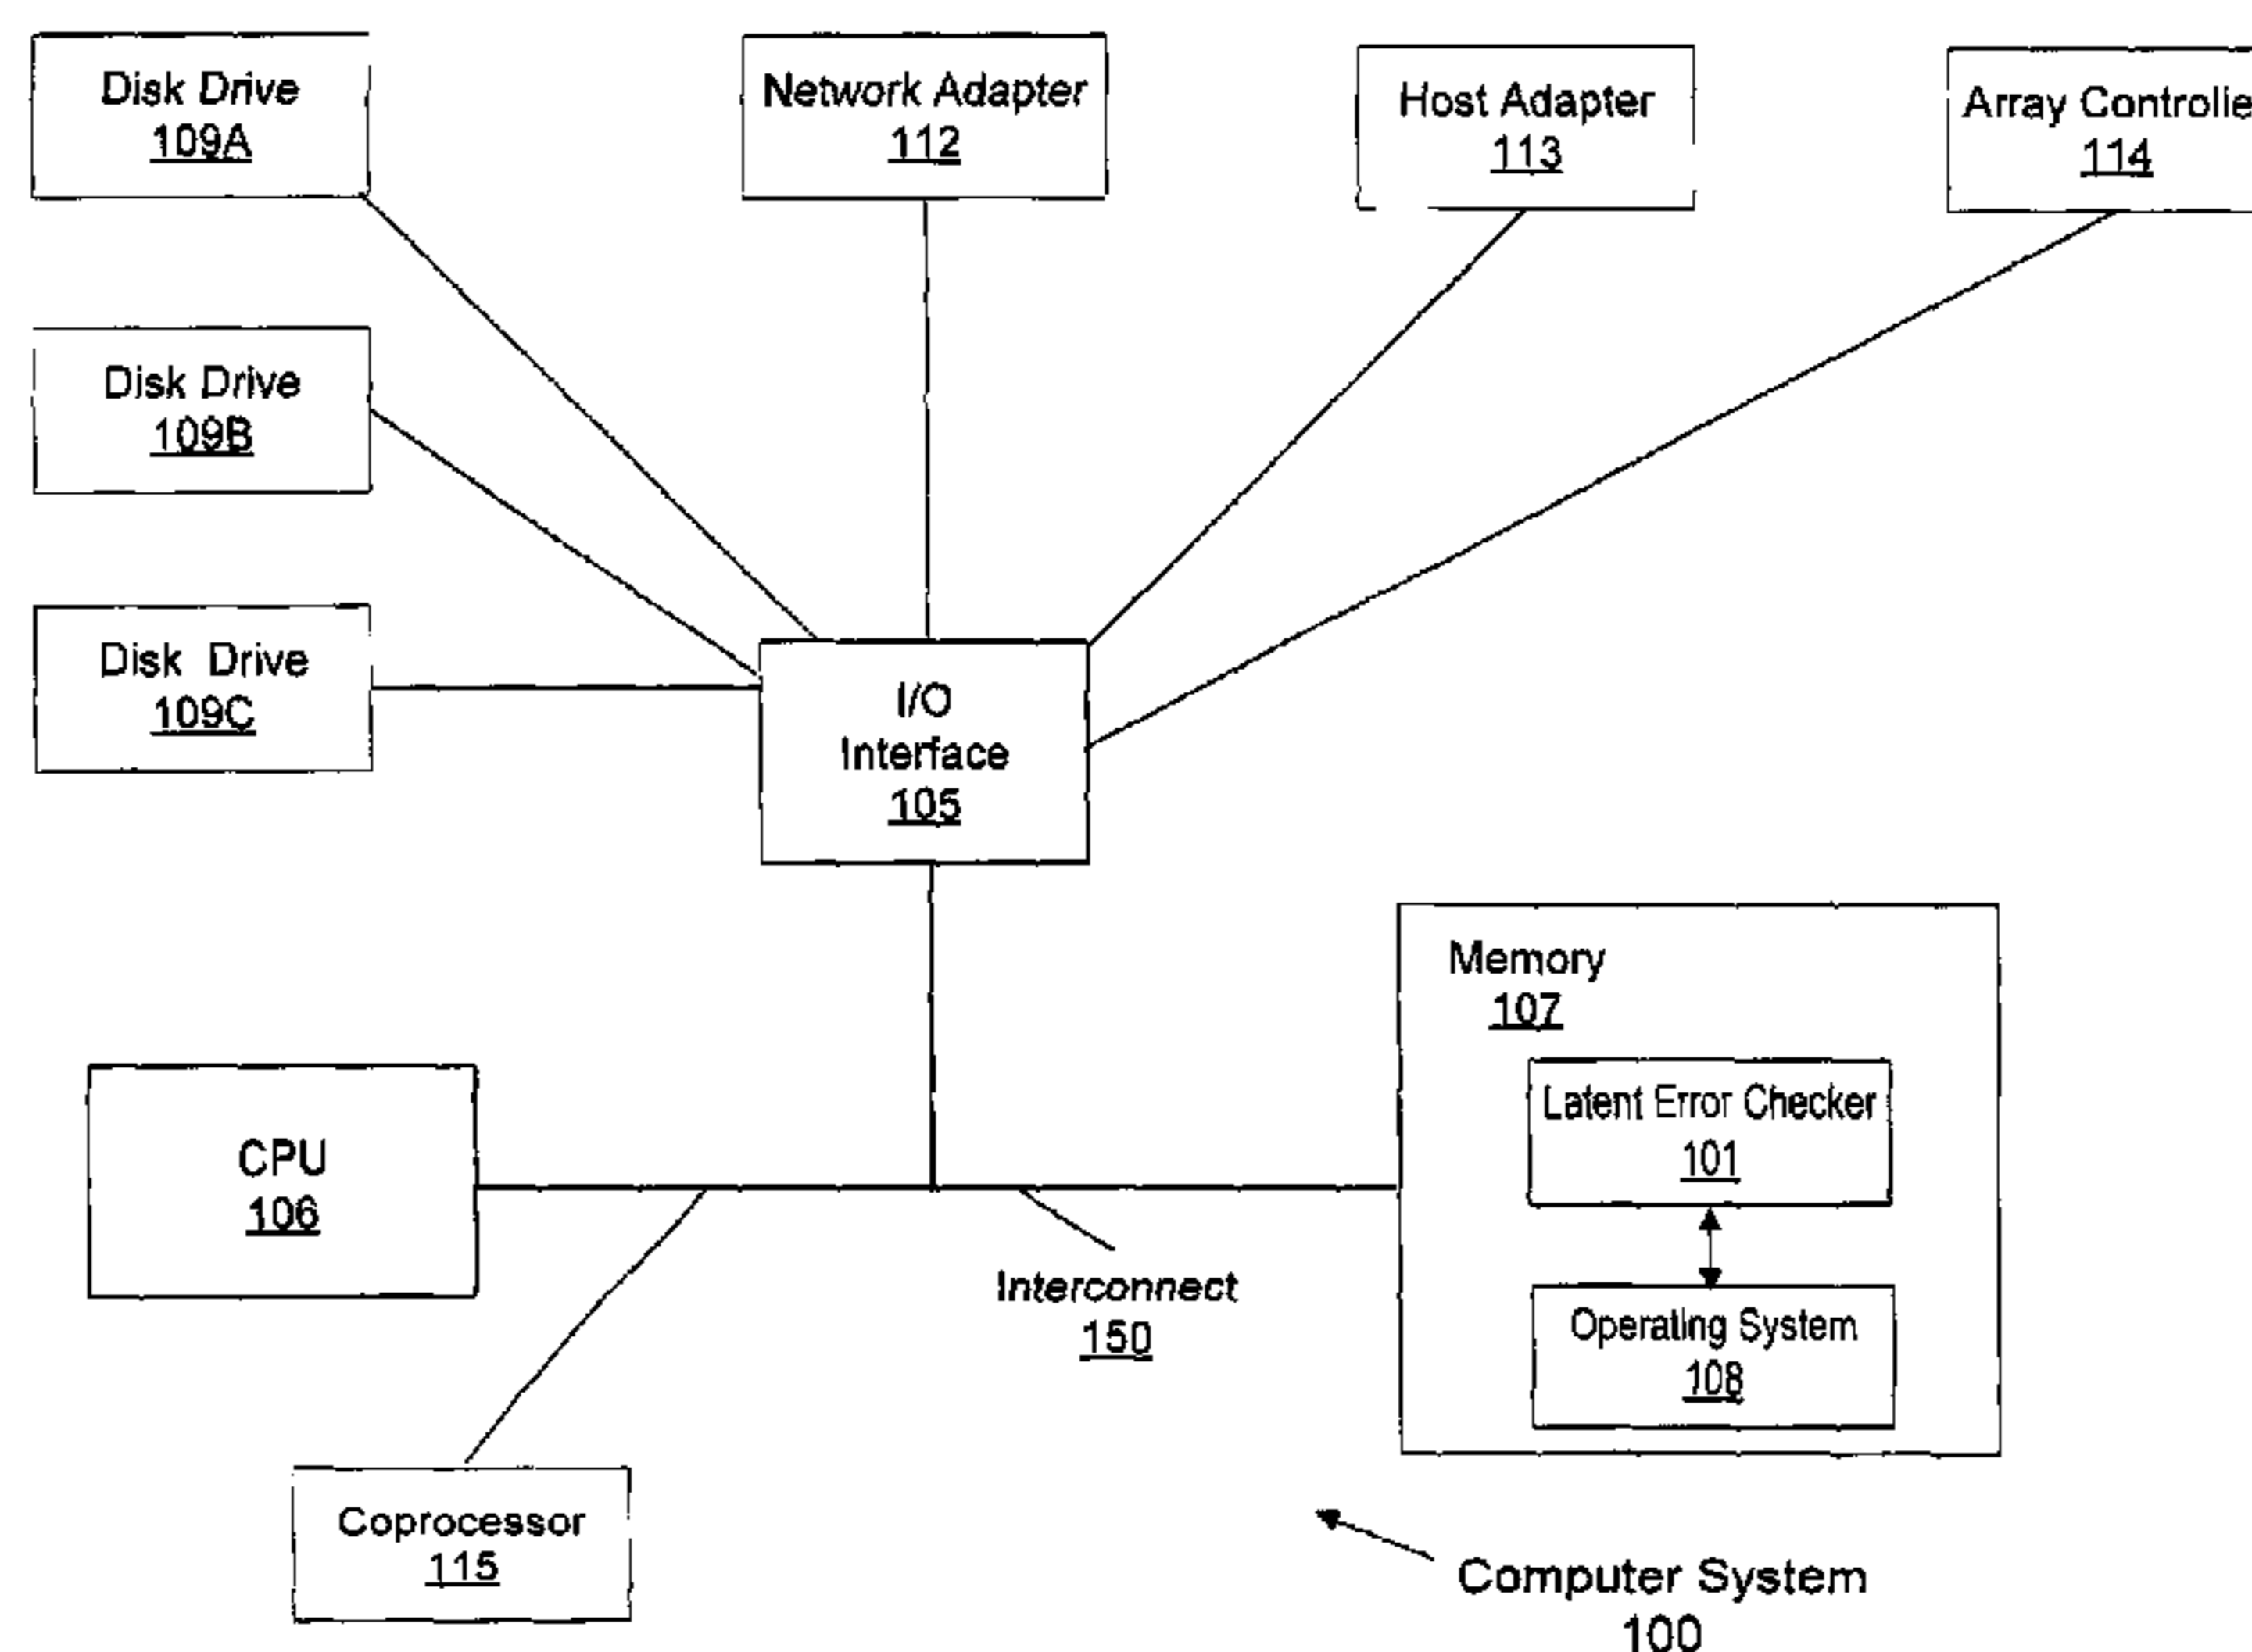 Disk Drive
109A
Network Adapter
112
Host Adapter
113
Array Controlle
114
Disk Drive
109B
Disk Drive
109C
I/O
Interface
105
Memory
107
Latent Error Checker
101
CPU
106
Interconnect
150
Operating System
108
Coprocessor
115
Computer System
100